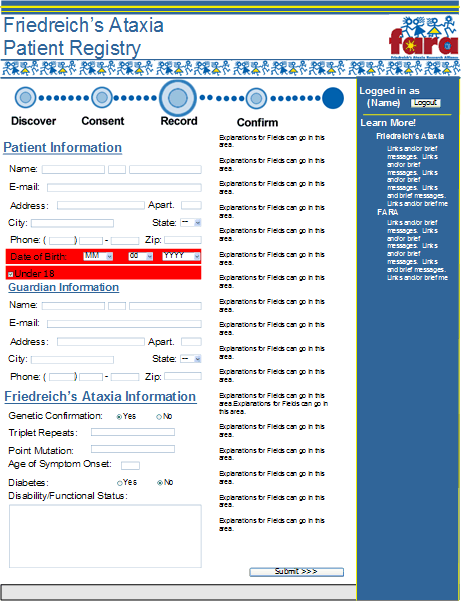 Friedreich's Ataxia
Patient Registry
fara
Friedreich's Ataxia Research Alliance
Discover Consent Record Confirm
Logged in as
(Name) Logout
Learn More!
Friedreich's Ataxia
Links and/or brief
messages. Links
and/or brief
messages. Links
and/or brief
messages. Links
and brief messages.
Links and/or brief me
FARA
Links and/or brief
messages. Links
and/or brief
messages. Links
and/or brief
messages. Links
and brief messages.
Links and/or brief me
Patient Information
Name:
E-mail:
Address: Apart.
City: State: ---
Phone: ( ) - Zip:
Date of Birth: MM dd YYYY
Under 18
Guardian Information
Name:
E-mail:
Address: Apart.
City: State: ---
Phone: ( ) - Zip:
Friedreich's Ataxia Information
Genetic Confirmation: Yes No
Triplet Repeats:
Point Mutation:
Age of Symptom Onset:
Diabetes: Yes No
Disability/Functional Status:
Explanations for Fields can go in this
area.
Explanations for Fields can go in this
area.
Explanations for Fields can go in this
area.
Explanations for Fields can go in this
area.
Explanations for Fields can go in this
area.
Explanations for Fields can go in this
area.
Explanations for Fields can go in this
area.
Explanations for Fields can go in this
area.
Explanations for Fields can go in this
area.
Explanations for Fields can go in this
area.
Explanations for Fields can go in this
area.
Explanations for Fields can go in this
area.Explanations for Fields can go in
this area.
Explanations for Fields can go in this
area.
Explanations for Fields can go in this
area.
Explanations for Fields can go in this
area.
Explanations for Fields can go in this
area.
Explanations for Fields can go in this
area.
Submit >>>